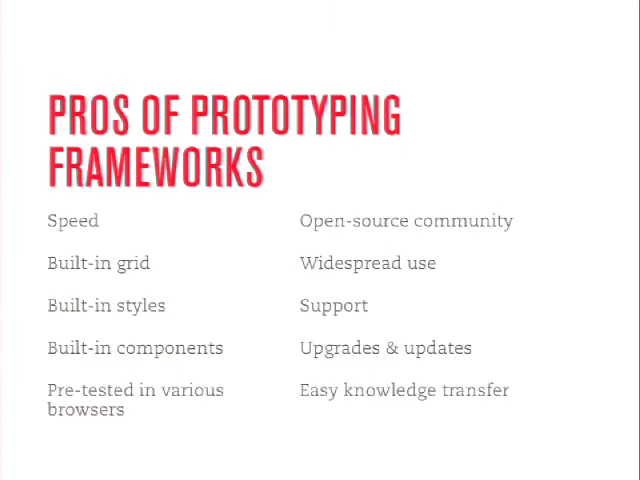 PROS OF PROTOTYPING
FRAMEWORKS
Speed
Built-in grid
Built-in styles
Built-in components
Pre-tested in various
browsers
Open-source community
Widespread use
Support
Upgrades & updates
Easy knowledge transfer